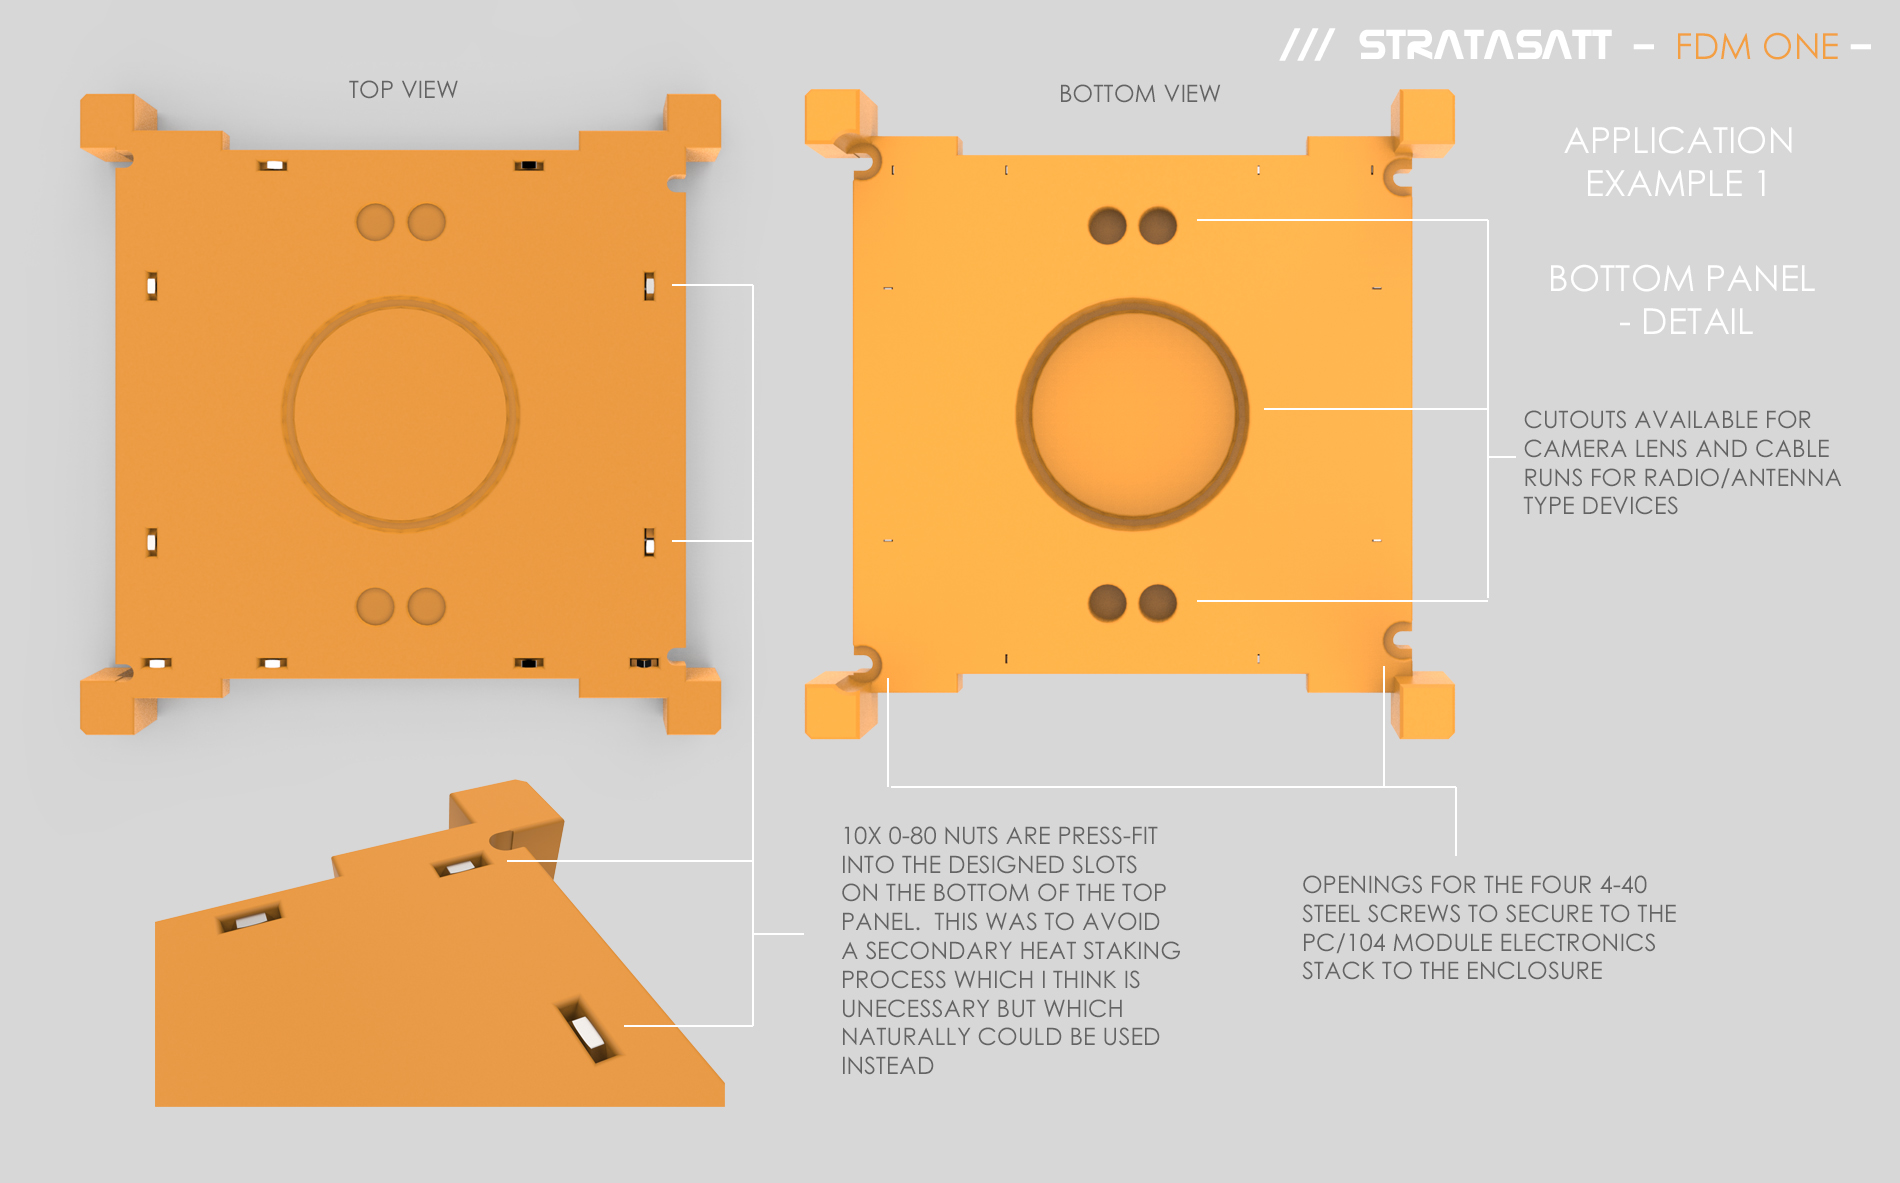 /// STRATASATT – FDM ONE –
TOP VIEW
BOTTOM VIEW
APPLICATION
EXAMPLE 1
BOTTOM PANEL
- DETAIL
CUTOUTS AVAILABLE FOR
CAMERA LENS AND CABLE
RUNS FOR RADIO/ANTENNA
TYPE DEVICES
10X 0-80 NUTS ARE PRESS-FIT
INTO THE DESIGNED SLOTS
ON THE BOTTOM OF THE TOP
PANEL.  THIS WAS TO AVOID
A SECONDARY HEAT STAKING
PROCESS WHICH I THINK IS
UNECESSARY BUT WHICH
NATURALLY COULD BE USED
INSTEAD
OPENINGS FOR THE FOUR 4-40
STEEL SCREWS TO SECURE TO THE
PC/104 MODULE ELECTRONICS
STACK TO THE ENCLOSURE